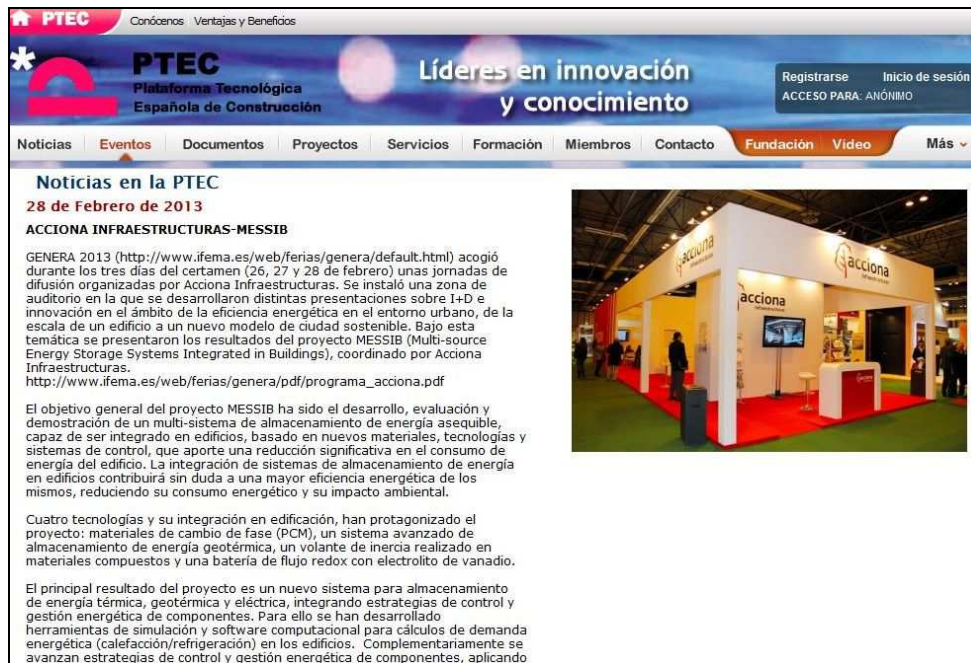 PTEC
Conócenos Ventajas y Beneficios
PTEC
Plataforma Tecnológica
Española de Construcción
Líderes en innovación
y conocimiento
Registrarse Inicio de sesión
ACCESO PARA: ANÓNIMO
Noticias Eventos Documentos Proyectos Servicios Formación Miembros Contacto Fundación Vídeo Más
Noticias en la PTEC
28 de Febrero de 2013
ACCIONA INFRAESTRUCTURAS-MESSIB
GENERA 2013 (http://www.ifema.es/web/ferias/genera/default.html) acogió
durante los tres días del certamen (26, 27 y 28 de febrero) unas jornadas de
difusión organizadas por Acciona Infraestructuras. Se instaló una zona de
auditorio en la que se desarrollaron distintas presentaciones sobre I+D e
innovación en el ámbito de la eficiencia energética en el entorno urbano, de la
escala de un edificio a un nuevo modelo de ciudad sostenible. Bajo esta
temática se presentaron los resultados del proyecto MESSIB (Multi-source
Energy Storage Systems Integrated in Buildings), coordinado por Acciona
Infraestructuras.
http://www.ifema.es/web/ferias/genera/pdf/programa_acciona.pdf
El objetivo general del proyecto MESSIB ha sido el desarrollo, evaluación y
demostración de un multi-sistema de almacenamiento de energía asequible,
capaz de ser integrado en edificios, basado en nuevos materiales, tecnologías y
sistemas de control, que aporte una reducción significativa en el consumo de
energía del edificio. La integración de sistemas de almacenamiento de energía
en edificios contribuirá sin duda a una mayor eficiencia energética de los
mismos, reduciendo su consumo energético y su impacto ambiental.
Cuatro tecnologías y su integración en edificación, han protagonizado el
proyecto: materiales de cambio de fase (PCM), un sistema avanzado de
almacenamiento de energía geotérmica, un volante de inercia realizado en
materiales compuestos y una batería de flujo redox con electrolito de vanadio.
El principal resultado del proyecto es un nuevo sistema para almacenamiento
de energía térmica, geotérmica y eléctrica, integrando estrategias de control y
gestión energética de componentes. Para ello se han desarrollado
herramientas de simulación y software computacional para cálculos de demanda
energética (calefacción/refrigeración) en los edificios. Complementariamente se
avanzan estrategias de control y gestión energética de componentes, aplicando
acciona
acciona
acciona